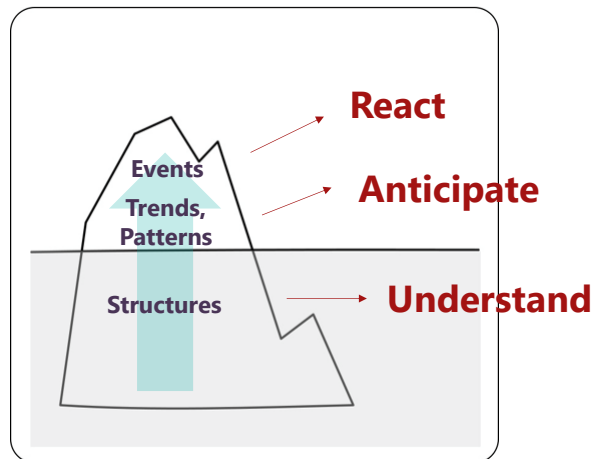 React
Events
Anticipate
Trends,
Patterns
Understand
Structures